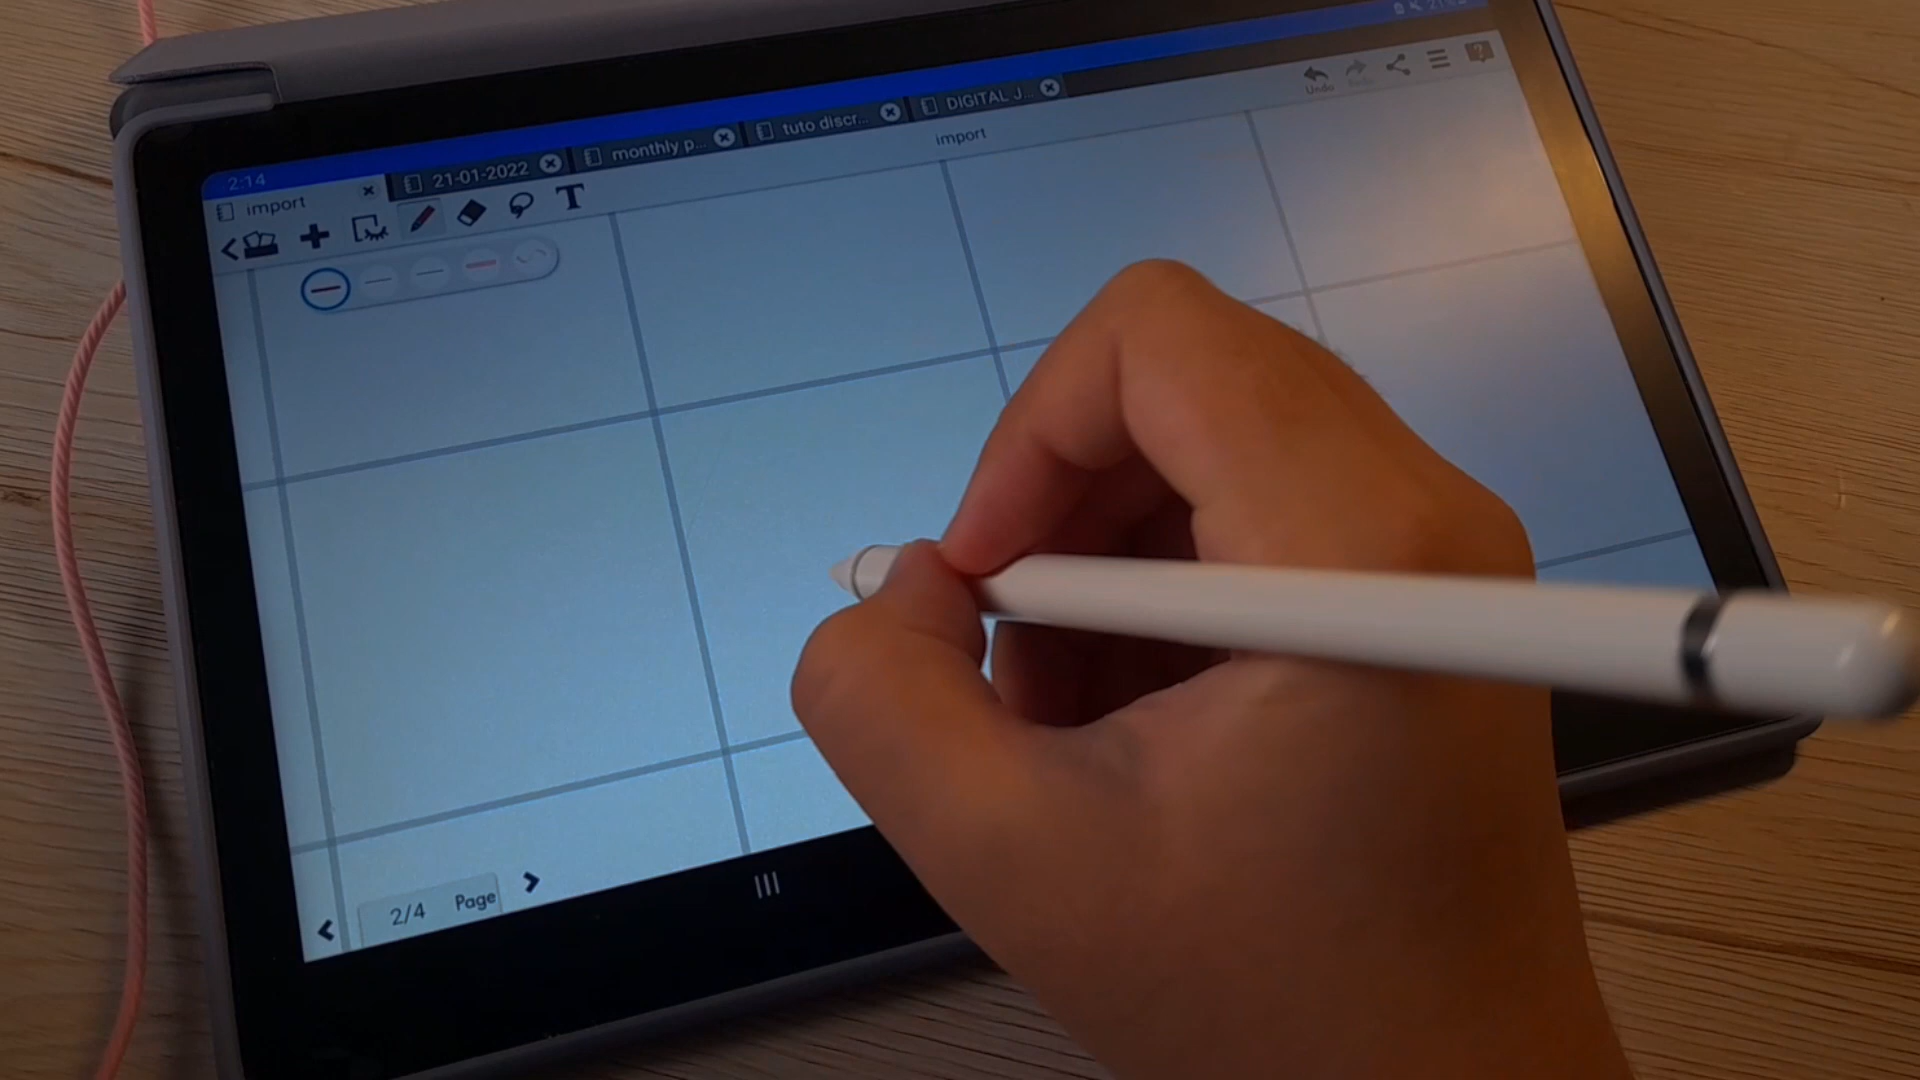 2:14
import
21-01-2022
monthly p...
tuto discr...
DIGITAL J...
T
import
Undo
?
2/4
Page